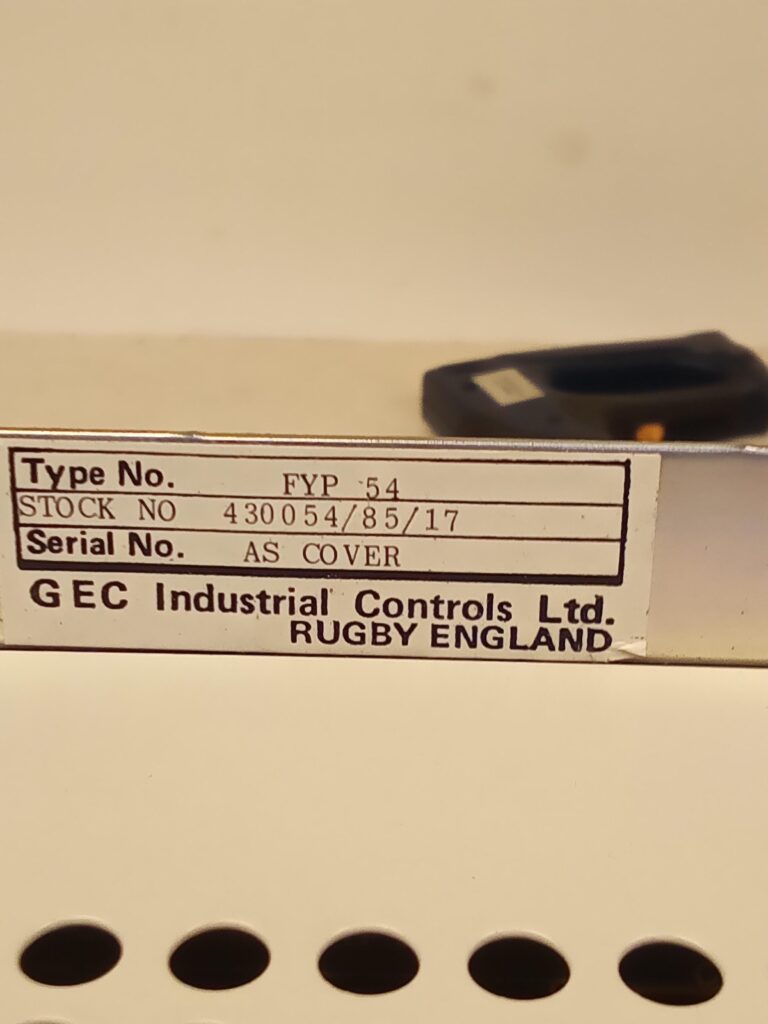 Type No. FYP 54
STOCK NO 430054/85/17
Serial No. AS COVER
GEC Industrial Controls Ltd.
RUGBY ENGLAND